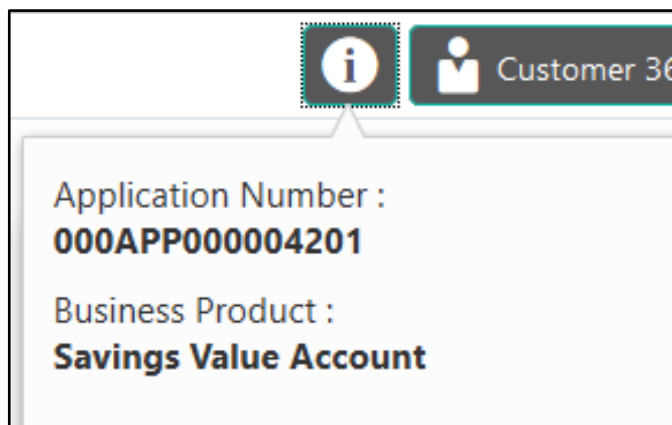 i
Customer 36
Application Number :
000APP000004201
Business Product :
Savings Value Account